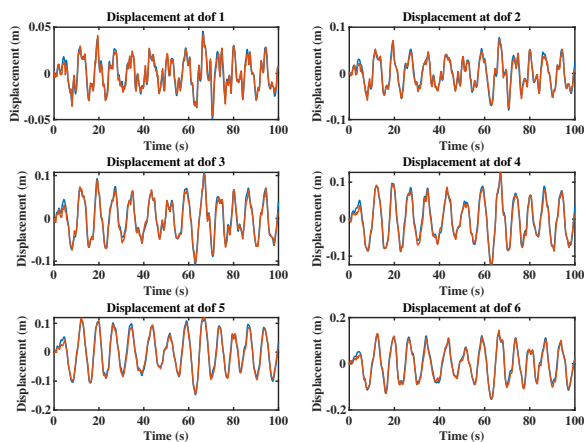 Displacement at dof 1
0.05
0
-0.05
Displacement (m)
0 20 40 60 80 100
Time (s)
Displacement at dof 2
0.1
0
-0.1
Displacement (m)
0 20 40 60 80 100
Time (s)
Displacement at dof 3
0.1
0
-0.1
Displacement (m)
0 20 40 60 80 100
Time (s)
Displacement at dof 4
0.1
0
-0.1
Displacement (m)
0 20 40 60 80 100
Time (s)
Displacement at dof 5
0.1
0
-0.1
-0.2
Displacement (m)
0 20 40 60 80 100
Time (s)
Displacement at dof 6
0.2
0
-0.2
Displacement (m)
0 20 40 60 80 100
Time (s)